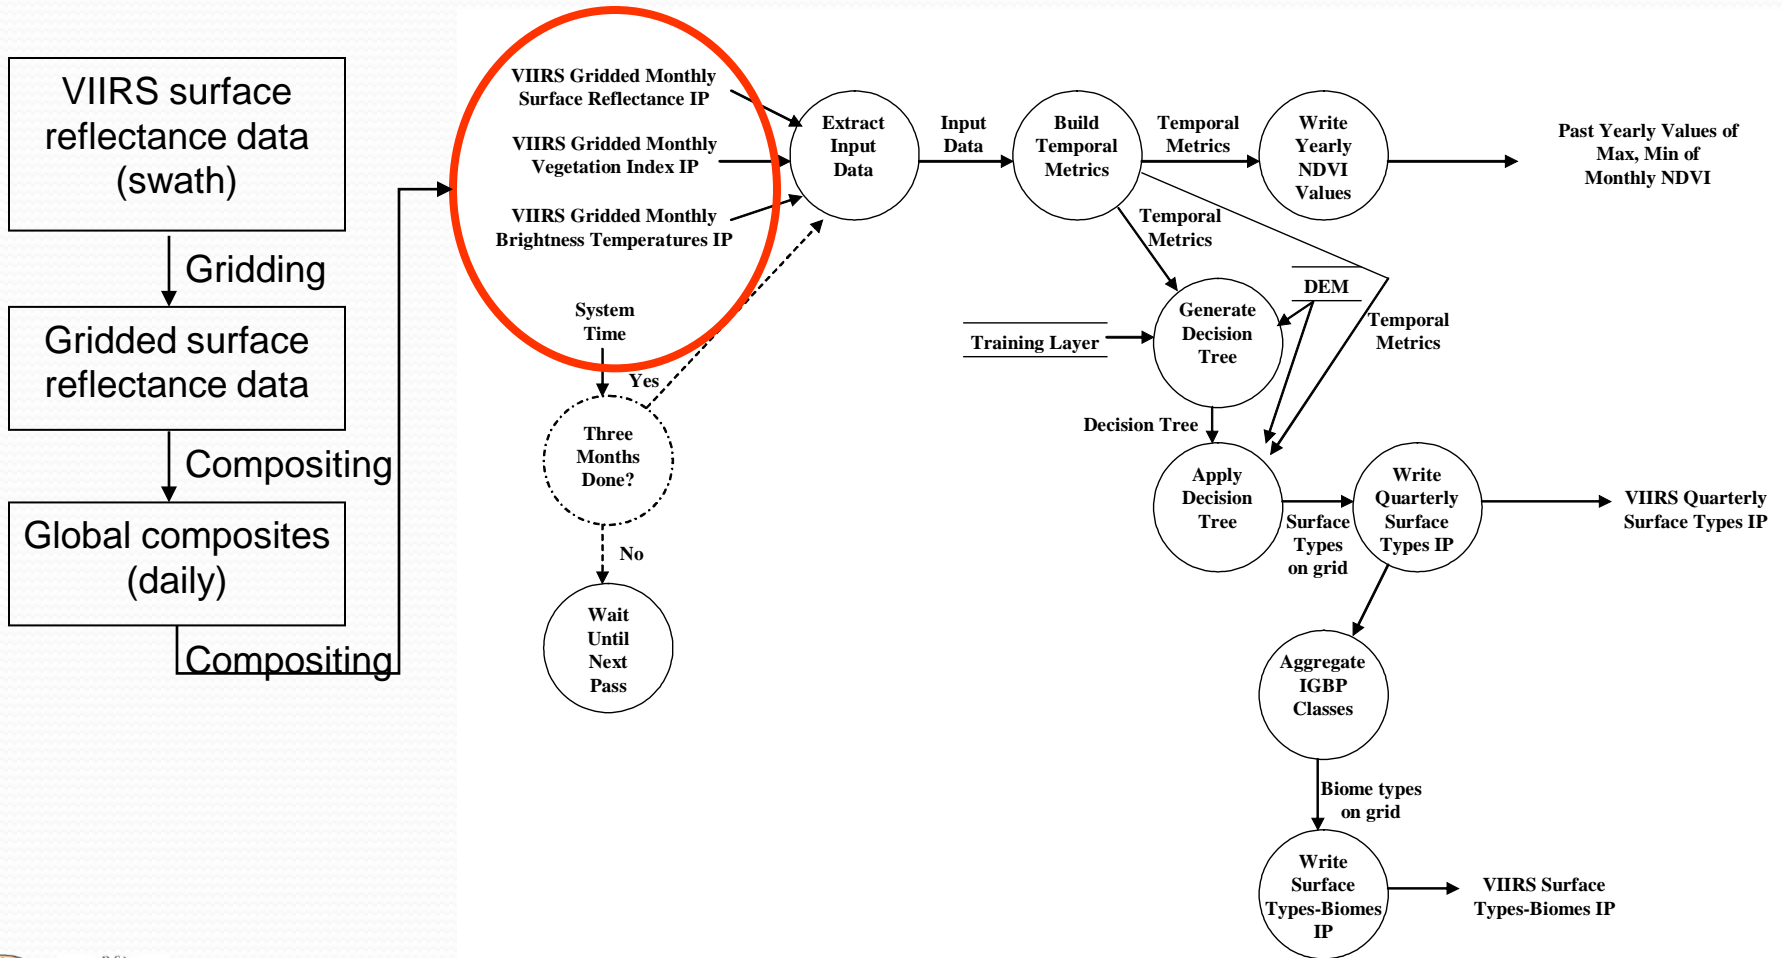 VIIRS surface
reflectance data
(swath)
Gridding
Gridded surface
reflectance data
Compositing
Global composites
(daily)
Compositing
VIIRS Gridded Monthly
Surface Reflectance IP
VIIRS Gridded Monthly
Vegetation Index IP
VIIRS Gridded Monthly
Brightness Temperatures IP
System
Time
Yes
Three
Months
Done?
No
Wait
Until
Next
Pass
Extract
Input
Data
Input
Data
Build
Temporal
Metrics
Temporal
Metrics
Write
Yearly
NDVI
Values
Past Yearly Values of
Max, Min of
Monthly NDVI
Temporal
Metrics
DEM
Temporal
Metrics
Training Layer
Generate
Decision
Tree
Decision Tree
Apply
Decision
Tree
Surface
Types
on grid
Write
Quarterly
Surface
Types IP
VIIRS Quarterly
Surface Types IP
Aggregate
IGBP
Classes
Biome types
on grid
Write
Surface
Types-Biomes
IP
VIIRS Surface
Types-Biomes IP